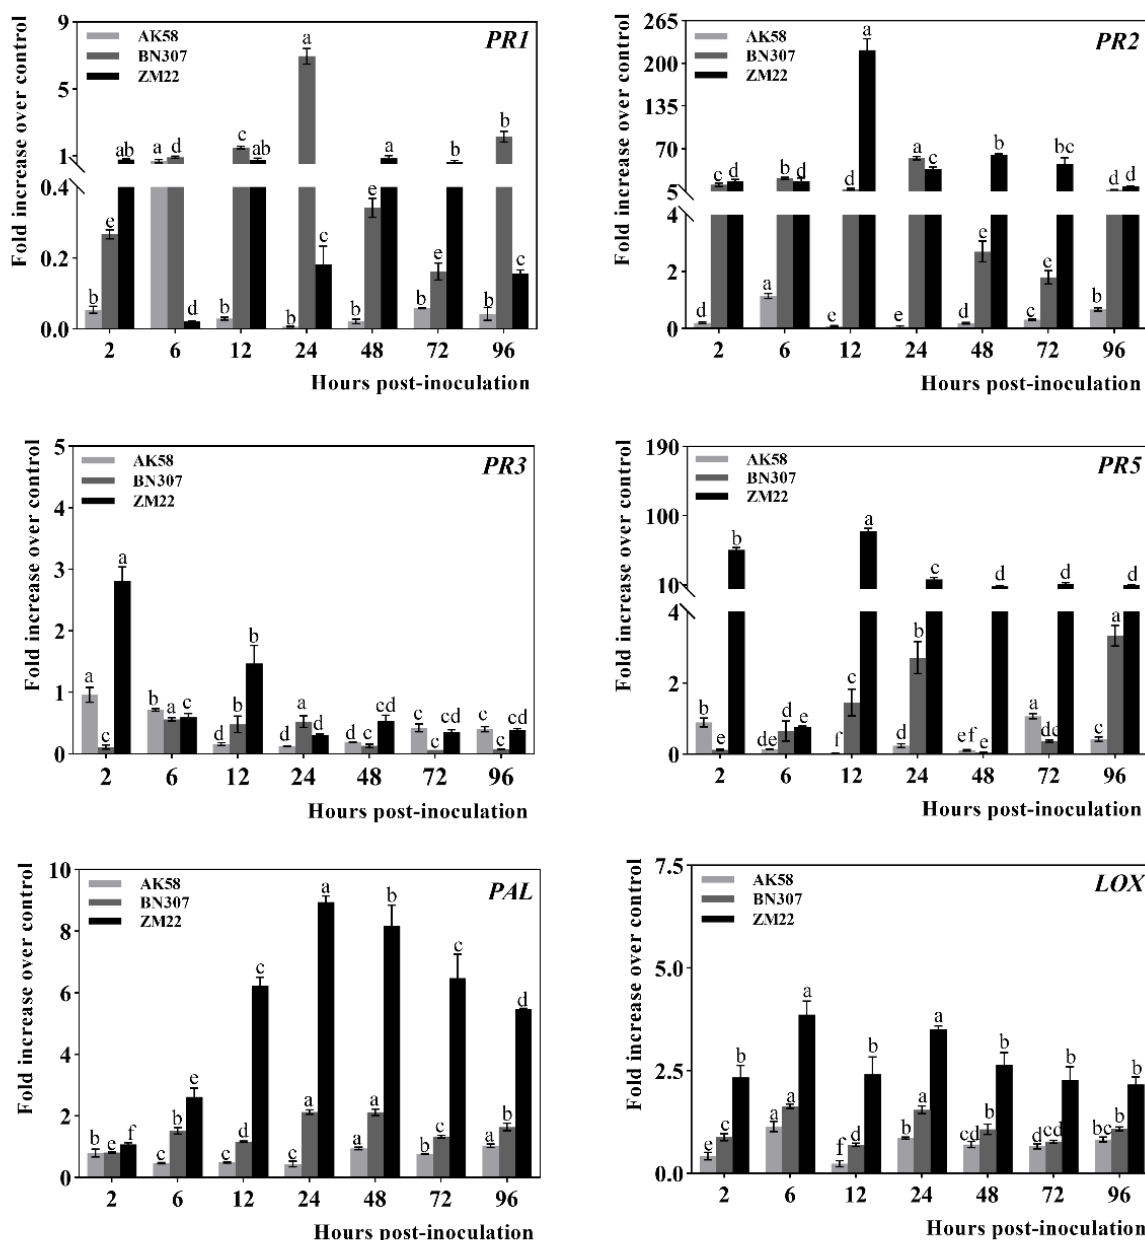 PR1
AK58
BN307
ZM22
Fold increase over control
9
5
1
0.4
0.2
0.0
b e ab
a d d
b c ab
b a c
b e a
b e b
b b c
2 6 12 24 48 72 96
Hours post-inoculation
PR2
AK58
BN307
ZM22
Fold increase over control
265
200
135
70
5
4
2
0
d c d
a b d
e d a
e a c
d e b
c e bc
b d d
2 6 12 24 48 72 96
Hours post-inoculation
PR3
AK58
BN307
ZM22
Fold increase over control
5
4
3
2
1
0
a c a
b a c
d b b
d a d
d c cd
c c cd
c c cd
2 6 12 24 48 72 96
Hours post-inoculation
PR5
AK58
BN307
ZM22
Fold increase over control
190
100
10
4
2
0
b d b
de d e
f c a
d b c
ef e d
a dc d
c a d
2 6 12 24 48 72 96
Hours post-inoculation
PAL
AK58
BN307
ZM22
Fold increase over control
10
8
6
4
2
0
b e f
c b e
c c c
c a a
a a b
b c c
a b d
2 6 12 24 48 72 96
Hours post-inoculation
LOX
AK58
BN307
ZM22
Fold increase over control
7.5
5.0
2.5
0.0
e c b
a a a
f d b
b a a
cd b b
d cd b
bc b b
2 6 12 24 48 72 96
Hours post-inoculation